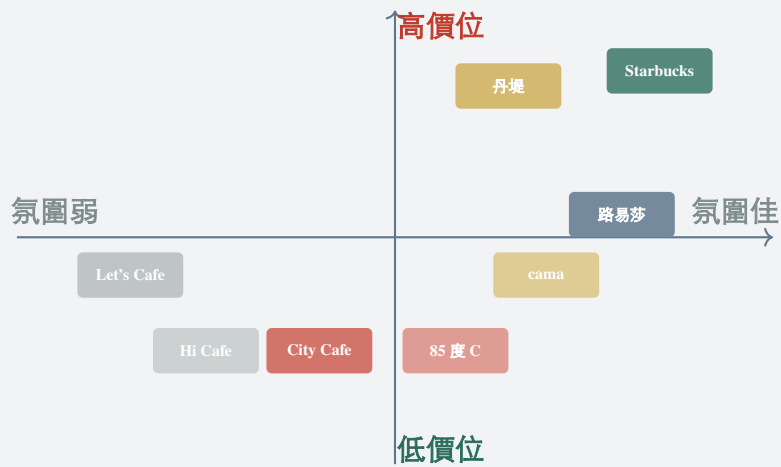 高價位
Starbucks
丹堤
氛圍弱
路易莎
氛圍佳
Let's Cafe
cama
Hi Cafe
City Cafe
85 度 C
低價位